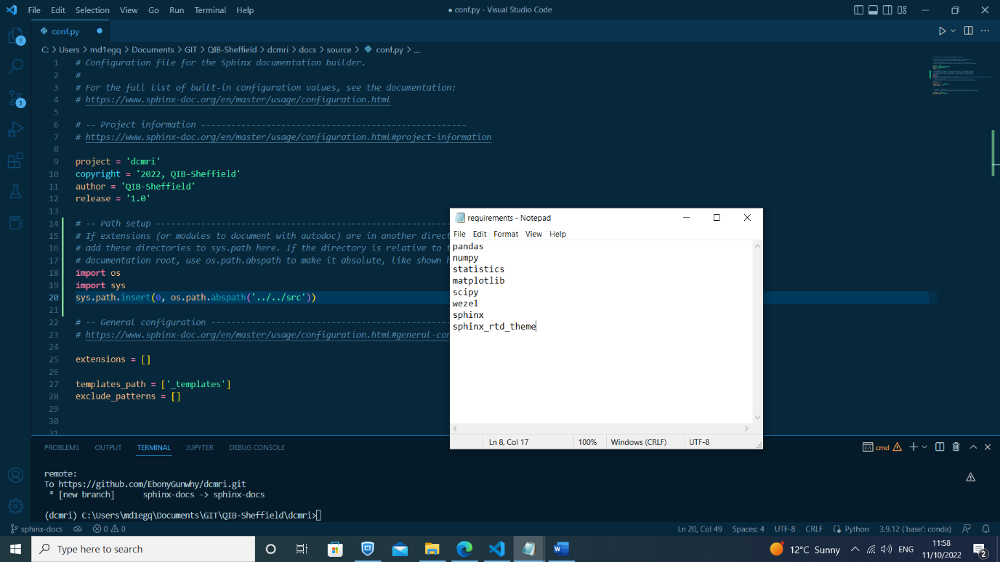 File Edit Selection View Go Run Terminal Help
● conf.py - Visual Studio Code
conf.py
C: > Users > md1egq > Documents > GIT > QIB-Sheffield > dcmri > docs > source > conf.py > ...
1 # Configuration file for the Sphinx documentation builder.
2 #
3 # For the full list of built-in configuration values, see the documentation:
4 # https://www.sphinx-doc.org/en/master/usage/configuration.html
5
6 # -- Project information -----------------------------------------------------
7 # https://www.sphinx-doc.org/en/master/usage/configuration.html#project-information
8
9 project = 'dcmri'
10 copyright = '2022, QIB-Sheffield'
11 author = 'QIB-Sheffield'
12 release = '1.0'
13
14 # -- Path setup -----------------------------------------------------------
15 # If extensions (or modules to document with autodoc) are in another direct
16 # add these directories to sys.path here. If the directory is relative to t
17 # documentation root, use os.path.abspath to make it absolute, like shown h
18 import os
19 import sys
20 sys.path.insert(0, os.path.abspath('../../src'))
21
22 # -- General configuration ------------------------------------------------
23 # https://www.sphinx-doc.org/en/master/usage/configuration.html#general-con
24
25 extensions = []
26
27 templates_path = ['_templates']
28 exclude_patterns = []
29
30
31
requirements - Notepad
File Edit Format View Help
pandas
numpy
statistics
matplotlib
scipy
wezel
sphinx
sphinx_rtd_theme
Ln 8, Col 17 100% Windows (CRLF) UTF-8
PROBLEMS OUTPUT TERMINAL JUPYTER DEBUG CONSOLE
cmd
remote:
To https://github.com/EbonyGunwhy/dcmri.git
* [new branch] sphinx-docs -> sphinx-docs
(dcmri) C:\Users\md1egq\Documents\GIT\QIB-Sheffield\dcmri>
sphinx-docs 0 0 Ln 20, Col 49 Spaces: 4 UTF-8 CRLF Python 3.9.12 ('base': conda)
Type here to search
12°C Sunny
ENG
11:58
11/10/2022
1
3
2